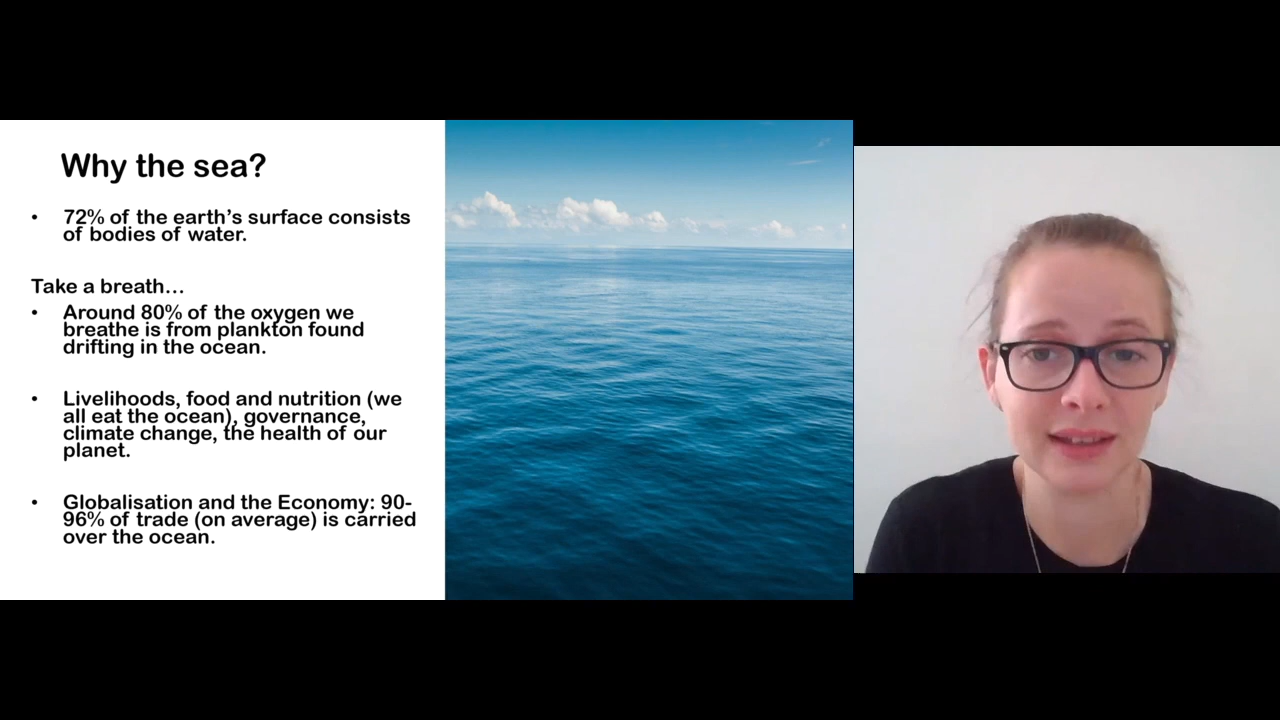 Why the sea?
• 72% of the earth's surface consists
of bodies of water.
Take a breath...
• Around 80% of the oxygen we
breathe is from plankton found
drifting in the ocean.
• Livelihoods, food and nutrition (we
all eat the ocean), governance,
climate change, the health of our
planet.
• Globalisation and the Economy: 90-
96% of trade (on average) is carried
over the ocean.